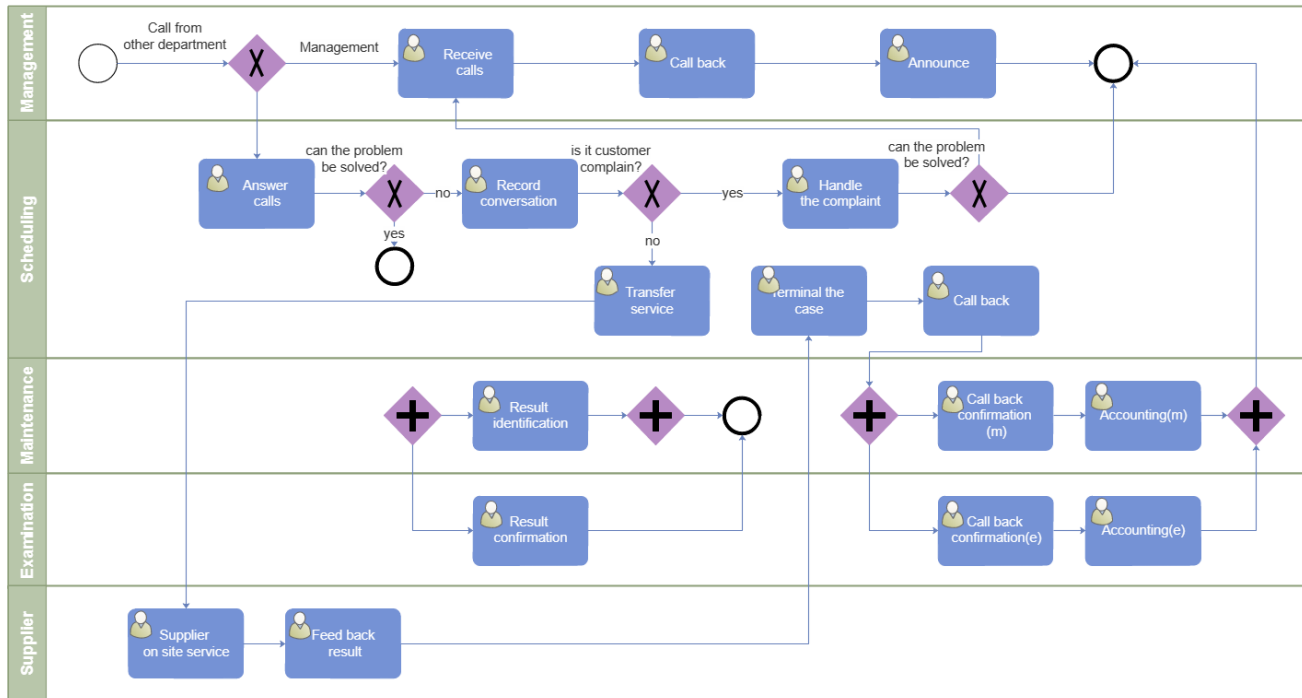 Management
Call from
other department
Management
Receive
calls
Call back
Announce
Scheduling
can the problem
be solved?
Answer
calls
no
yes
Record
conversation
is it customer
complain?
yes
no
Handle
the complaint
can the problem
be solved?
Transfer
service
Terminal the
case
Call back
Maintenance
Result
identification
Call back
confirmation
(m)
Accounting(m)
Examination
Result
confirmation
Call back
confirmation(e)
Accounting(e)
Supplier
Supplier
on site service
Feed back
result